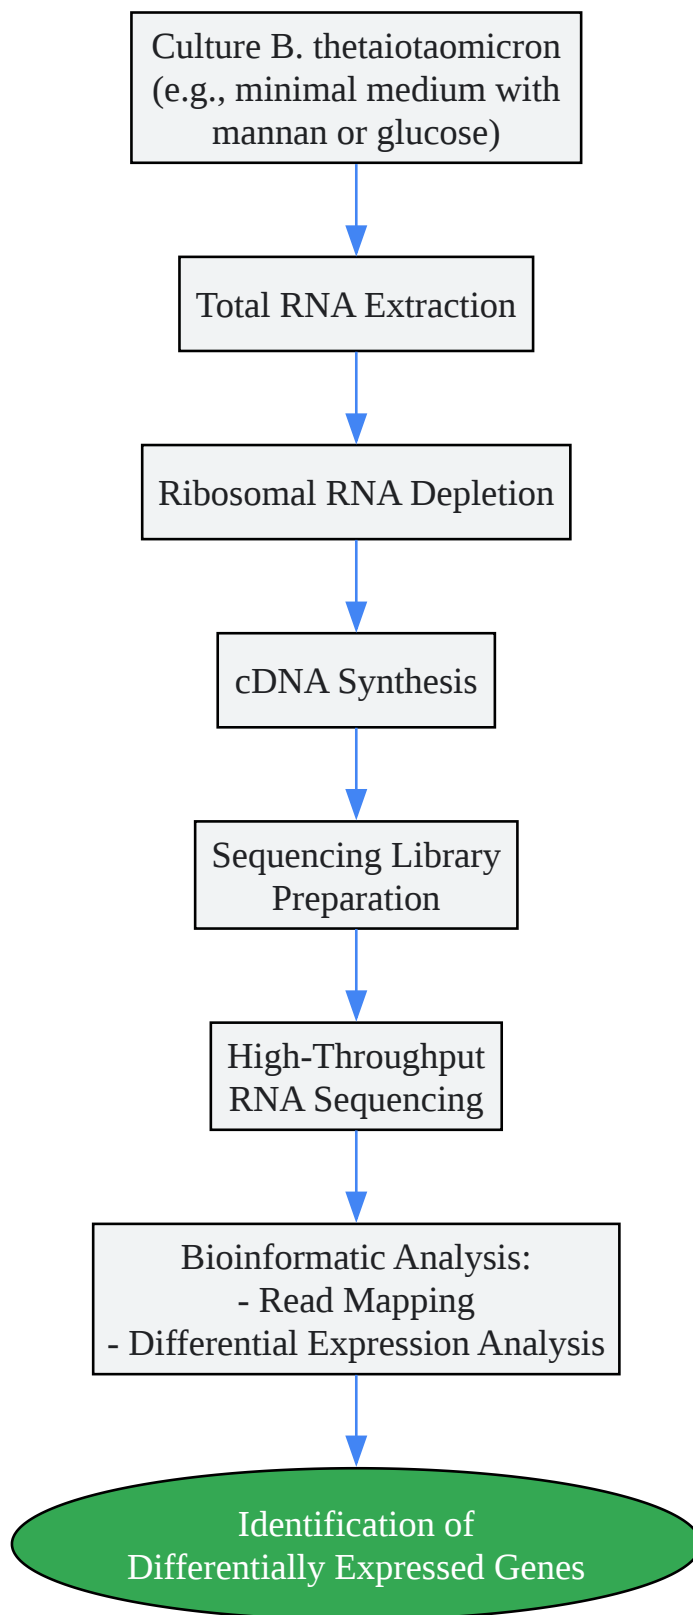 Culture B. thetaiotaomicron
(e.g., minimal medium with
mannan or glucose)
Total RNA Extraction
Ribosomal RNA Depletion
cDNA Synthesis
Sequencing Library
Preparation
High-Throughput
RNA Sequencing
Bioinformatic Analysis:
- Read Mapping
- Differential Expression Analysis
Identification of
Differentially Expressed Genes